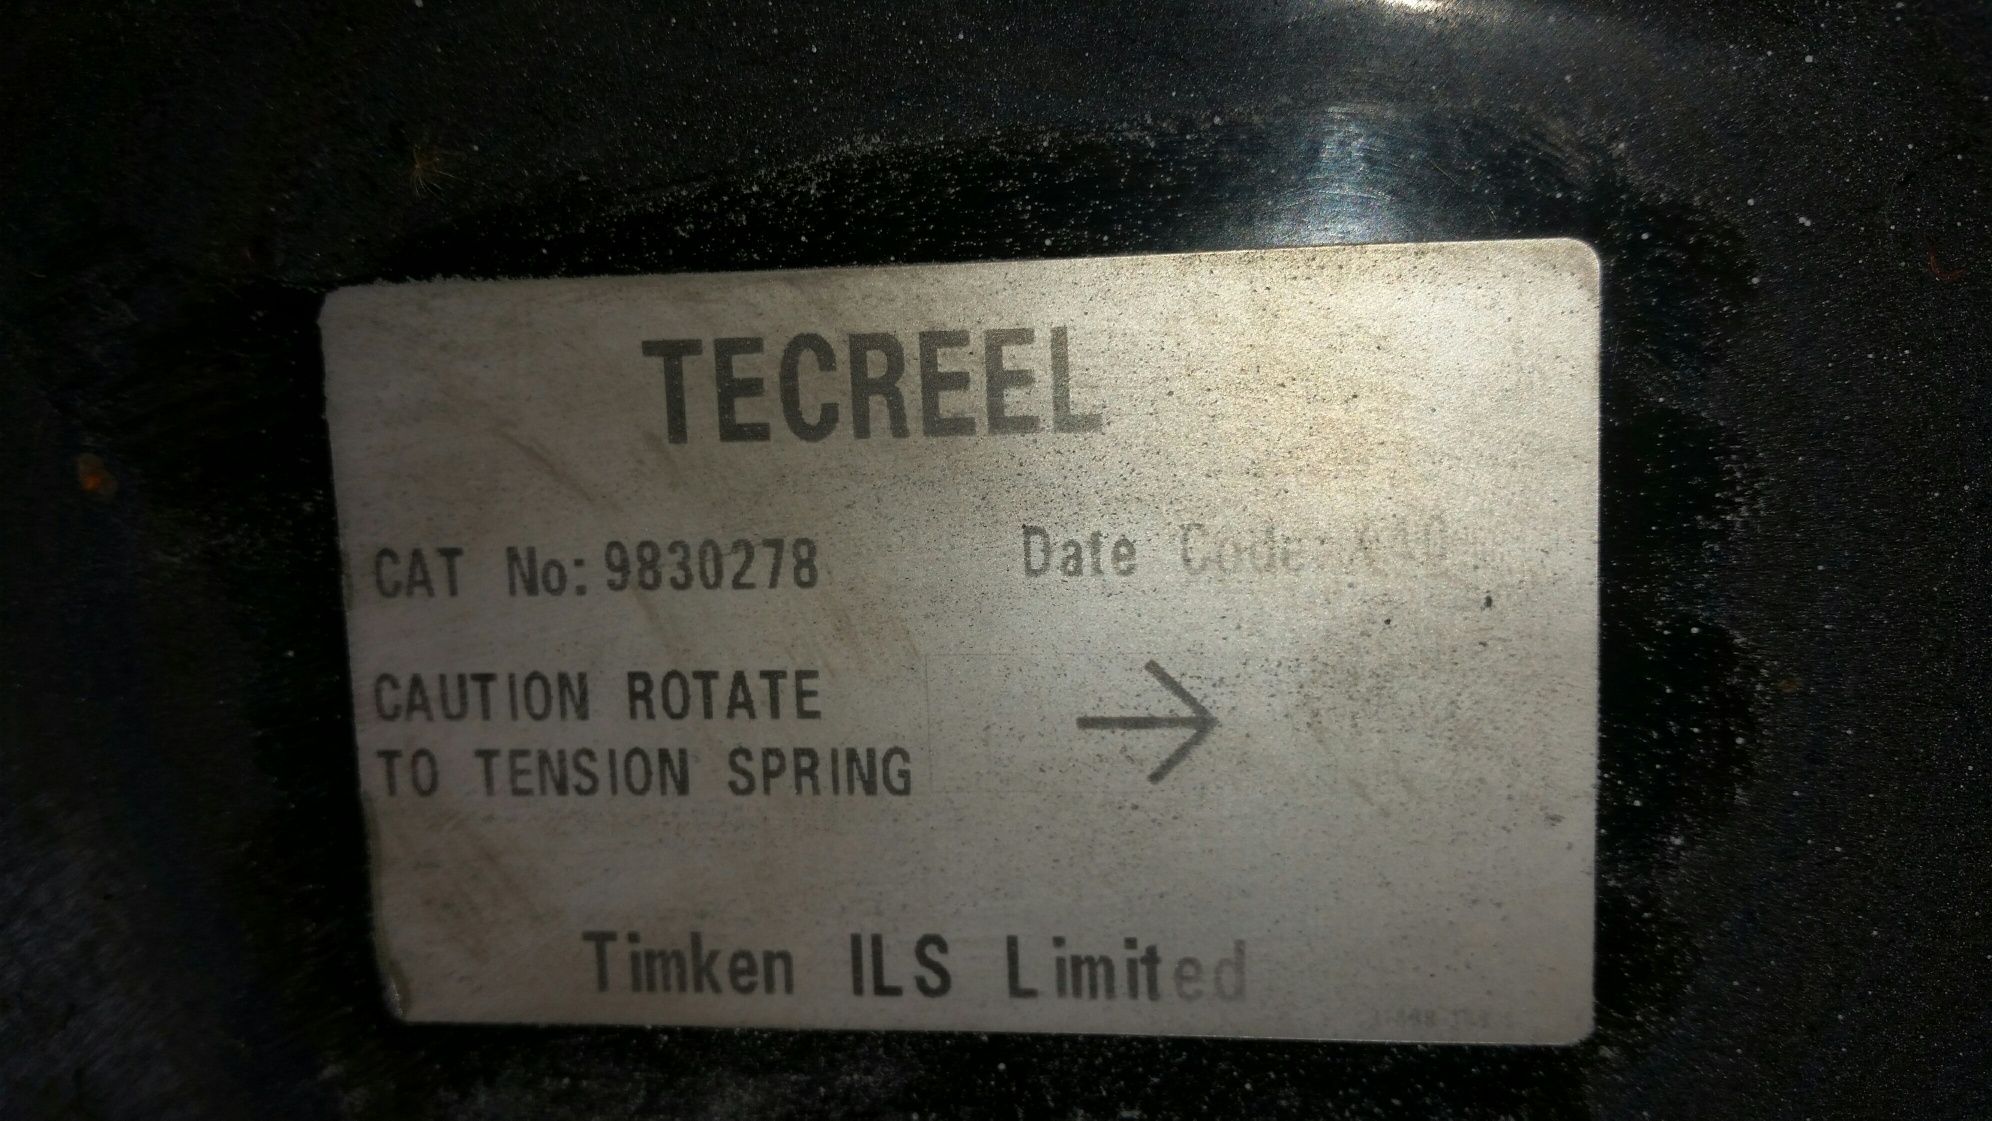 TECREEL
CAT No: 9830278 Date Code:
CAUTION ROTATE
TO TENSION SPRING
Timken ILS Limited